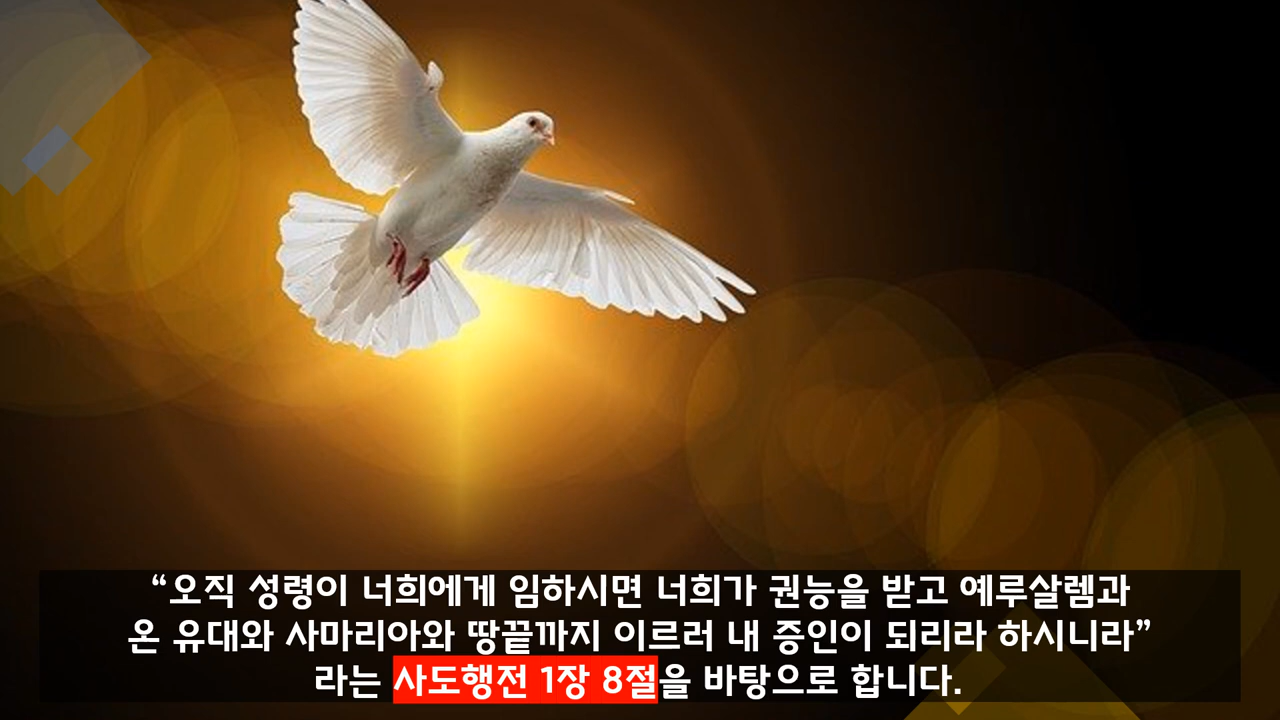 “오직 성령이 너희에게 임하시면 너희가 권능을 받고 예루살렘과
온 유대와 사마리아와 땅끝까지 이르러 내 증인이 되리라 하시니라”
라는 사도행전 1장 8절을 바탕으로 합니다.